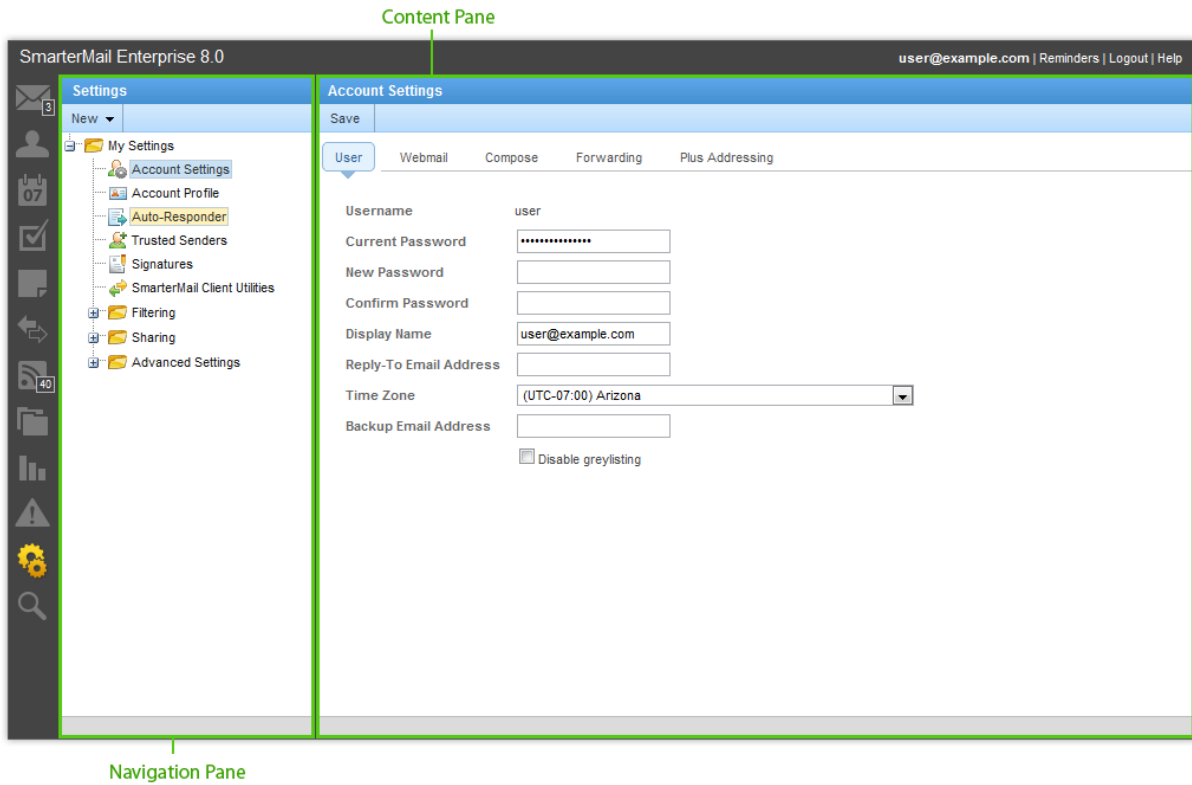 Content Pane
SmarterMail Enterprise 8.0
user@example.com | Reminders | Logout | Help
3
07
40
Settings
New
My Settings
Account Settings
Account Profile
Auto-Responder
Trusted Senders
Signatures
SmarterMail Client Utilities
Filtering
Sharing
Advanced Settings
Account Settings
Save
User Webmail Compose Forwarding Plus Addressing
Username user
Current Password •••••••••••••••
New Password
Confirm Password
Display Name user@example.com
Reply-To Email Address
Time Zone (UTC-07:00) Arizona
Backup Email Address
Disable greylisting
Navigation Pane